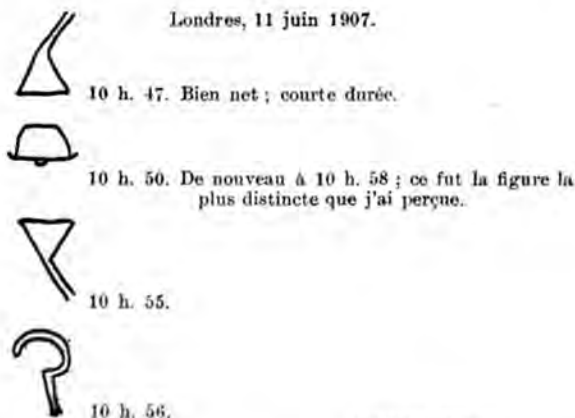 Londres, 11 juin 1907.
10 h. 47. Bien net ; courte durée.
10 h. 50. De nouveau à 10 h. 58 ; ce fut la figure la
plus distincte que j'ai perçue.
10 h. 55.
10 h. 56.